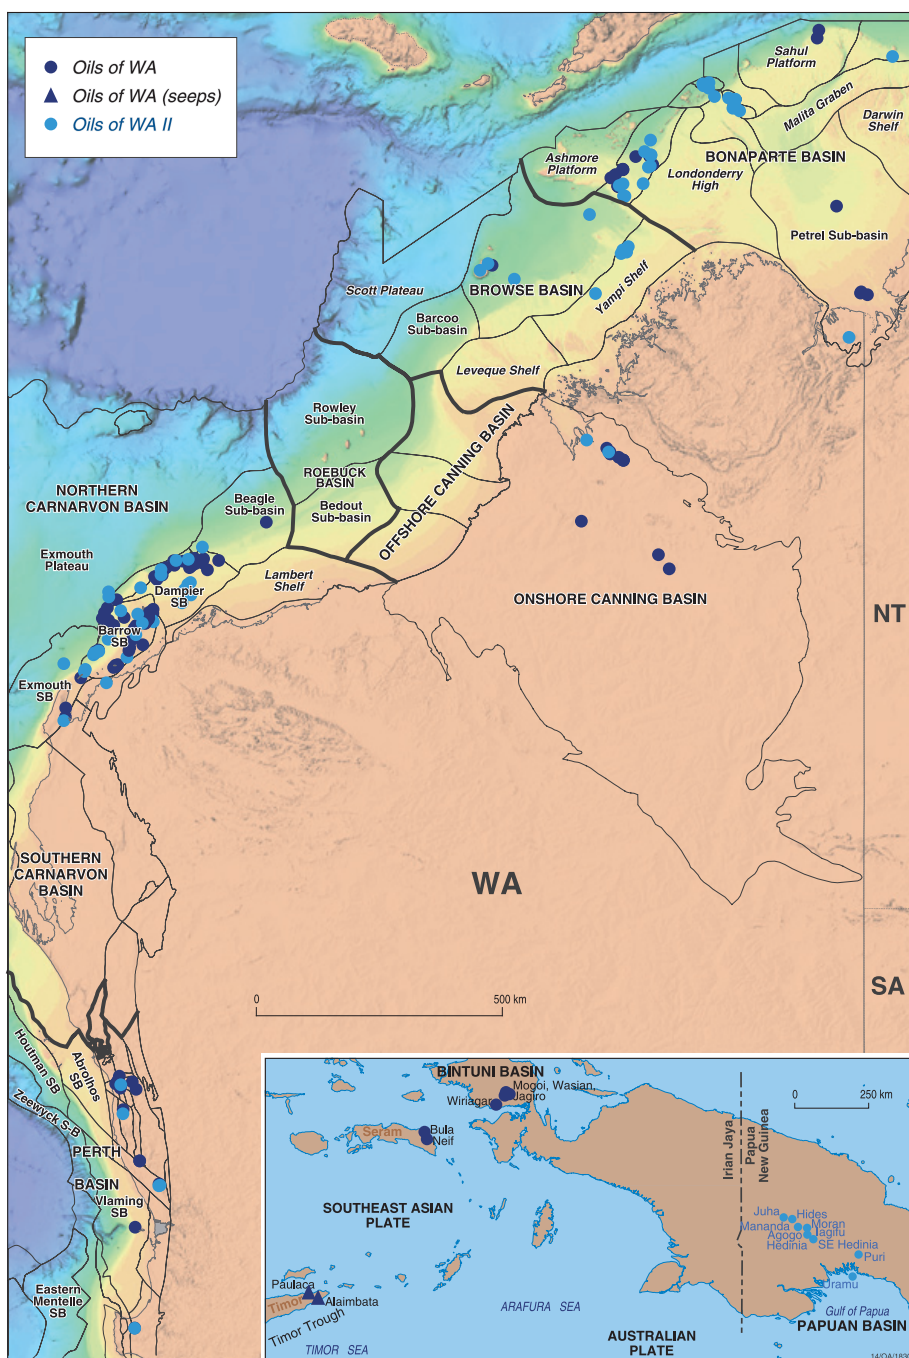 Oils of WA
Oils of WA (seeps)
Oils of WA II
Sahul
Platform
Malita Graben
Darwin
Shelf
Ashmore
Platform
BONAPARTE BASIN
Londonderry
High
Petrel Sub-basin
Scott Plateau
BROWSE BASIN
Yampi Shelf
Barcoo
Sub-basin
Leveque Shelf
Rowley
Sub-basin
ROEBUCK
BASIN
Bedout
Sub-basin
OFFSHORE CANNING BASIN
NORTHERN
CARNARVON BASIN
Beagle
Sub-basin
Exmouth
Plateau
Lambert
Shelf
Dampier
SB
Barrow
SB
Exmouth
SB
ONSHORE CANNING BASIN
NT
SOUTHERN
CARNARVON
BASIN
WA
SA
0
500 km
Houtman SB
Abrolhos
SB
Zeewyck S-B
PERTH
BASIN
Vlaming
SB
Eastern
Mentelle
SB
BINTUNI BASIN
Mogoi, Wasian,
Jagiro
Wiriagar
0
250 km
Bula
Seram
Neif
Irian Jaya
Papua
New Guinea
SOUTHEAST ASIAN
PLATE
Juha
Hides
Mananda
Moran
Agogo
Iagifu
Hedinia
SE Hedinia
Puri
Uramu
Paulaca
Timor
Alaimbata
Timor Trough
ARAFURA SEA
Gulf of Papua
PAPUAN BASIN
TIMOR SEA
AUSTRALIAN
PLATE